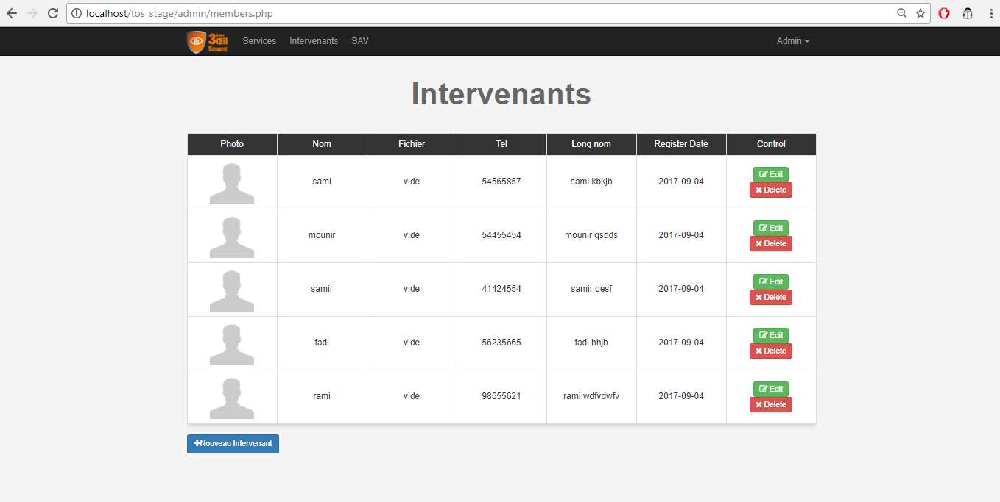 localhost/tos_stage/admin/members.php
3 Œil
Services Intervenants SAV Admin
Intervenants
Photo Nom Fichier Tel Long nom Register Date Control
sami vide 54565857 sami kbkjb 2017-09-04 Edit
Delete
mounir vide 54455454 mounir qsdds 2017-09-04 Edit
Delete
samir vide 41424554 samir qesf 2017-09-04 Edit
Delete
fadi vide 56235665 fadi hhjb 2017-09-04 Edit
Delete
rami vide 98655621 rami wdfvdwfv 2017-09-04 Edit
Delete
Nouveau Intervenant